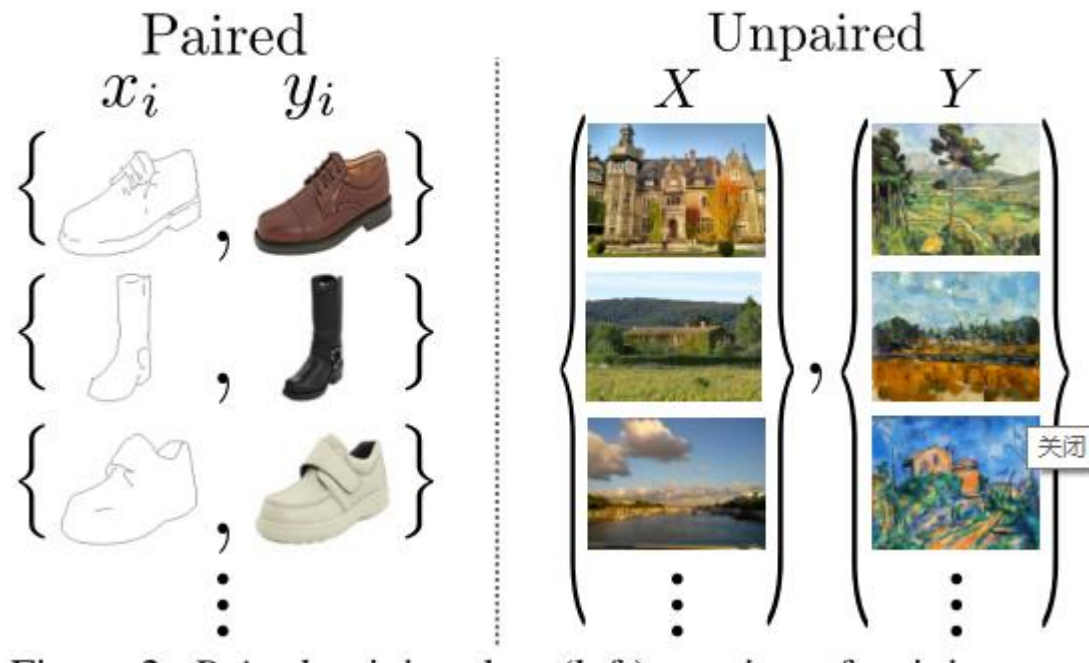 Paired
Unpaired
x_i
y_i
X
Y
{ , }
{ , }
{ , }
{ , }
关闭